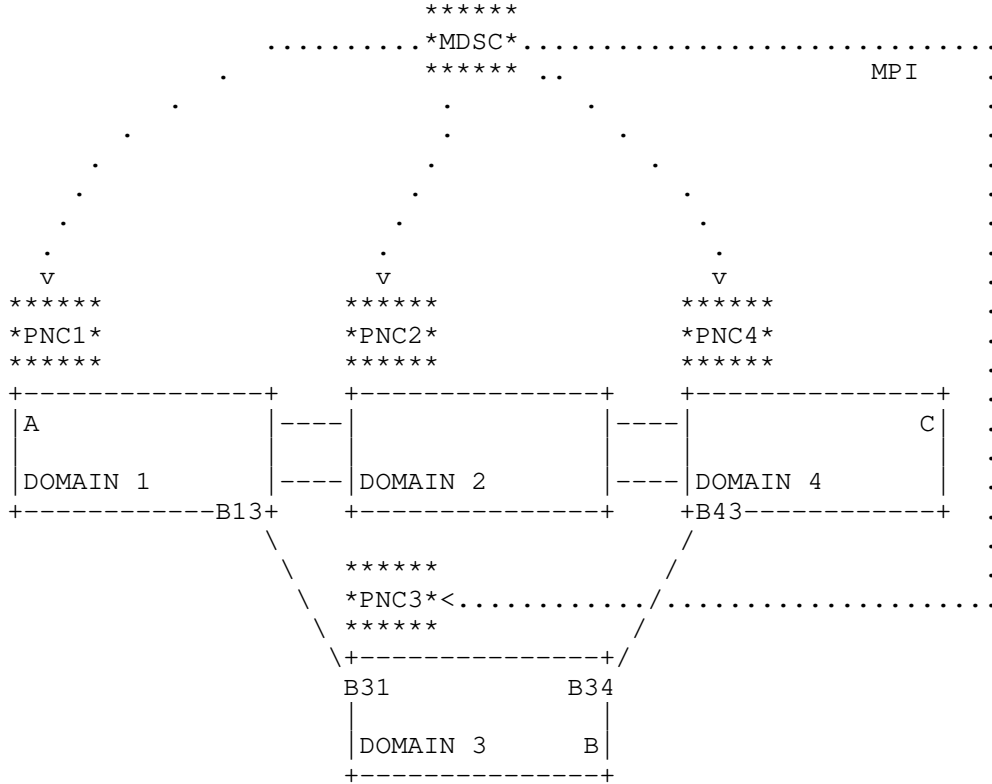 ******
*MDSC*
******
MPI
v v v
****** ****** ******
*PNC1* *PNC2* *PNC4*
****** ****** ******
A C
DOMAIN 1 DOMAIN 2 DOMAIN 4
B13 B43
******
*PNC3*<
******
B31 B34
DOMAIN 3 B